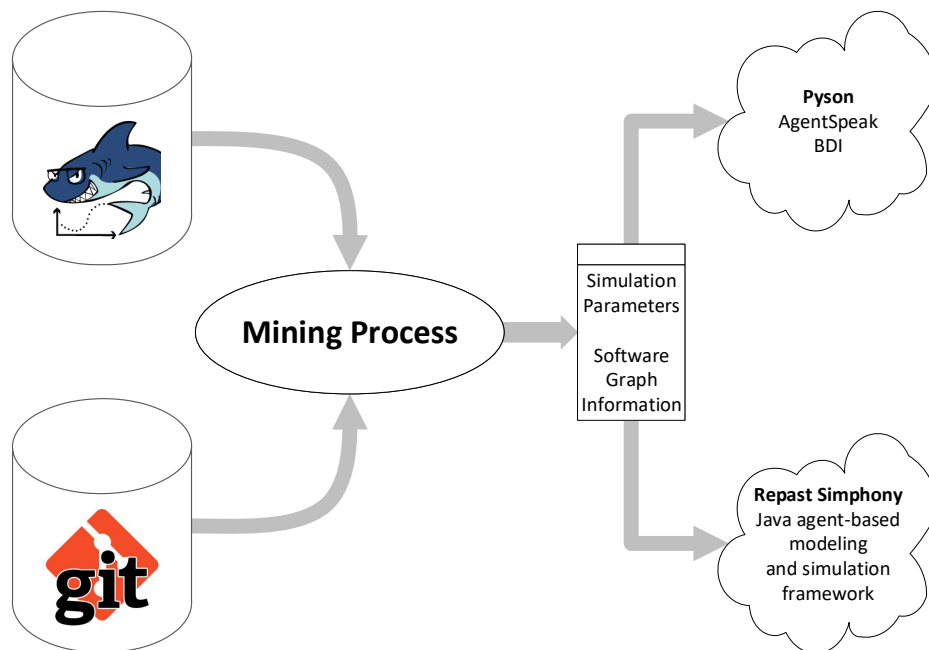 Pyson
AgentSpeak
BDI
Simulation
Parameters
Mining Process
Software
Graph
Information
git
Repast Simphony
Java agent-based
modeling
and simulation
framework